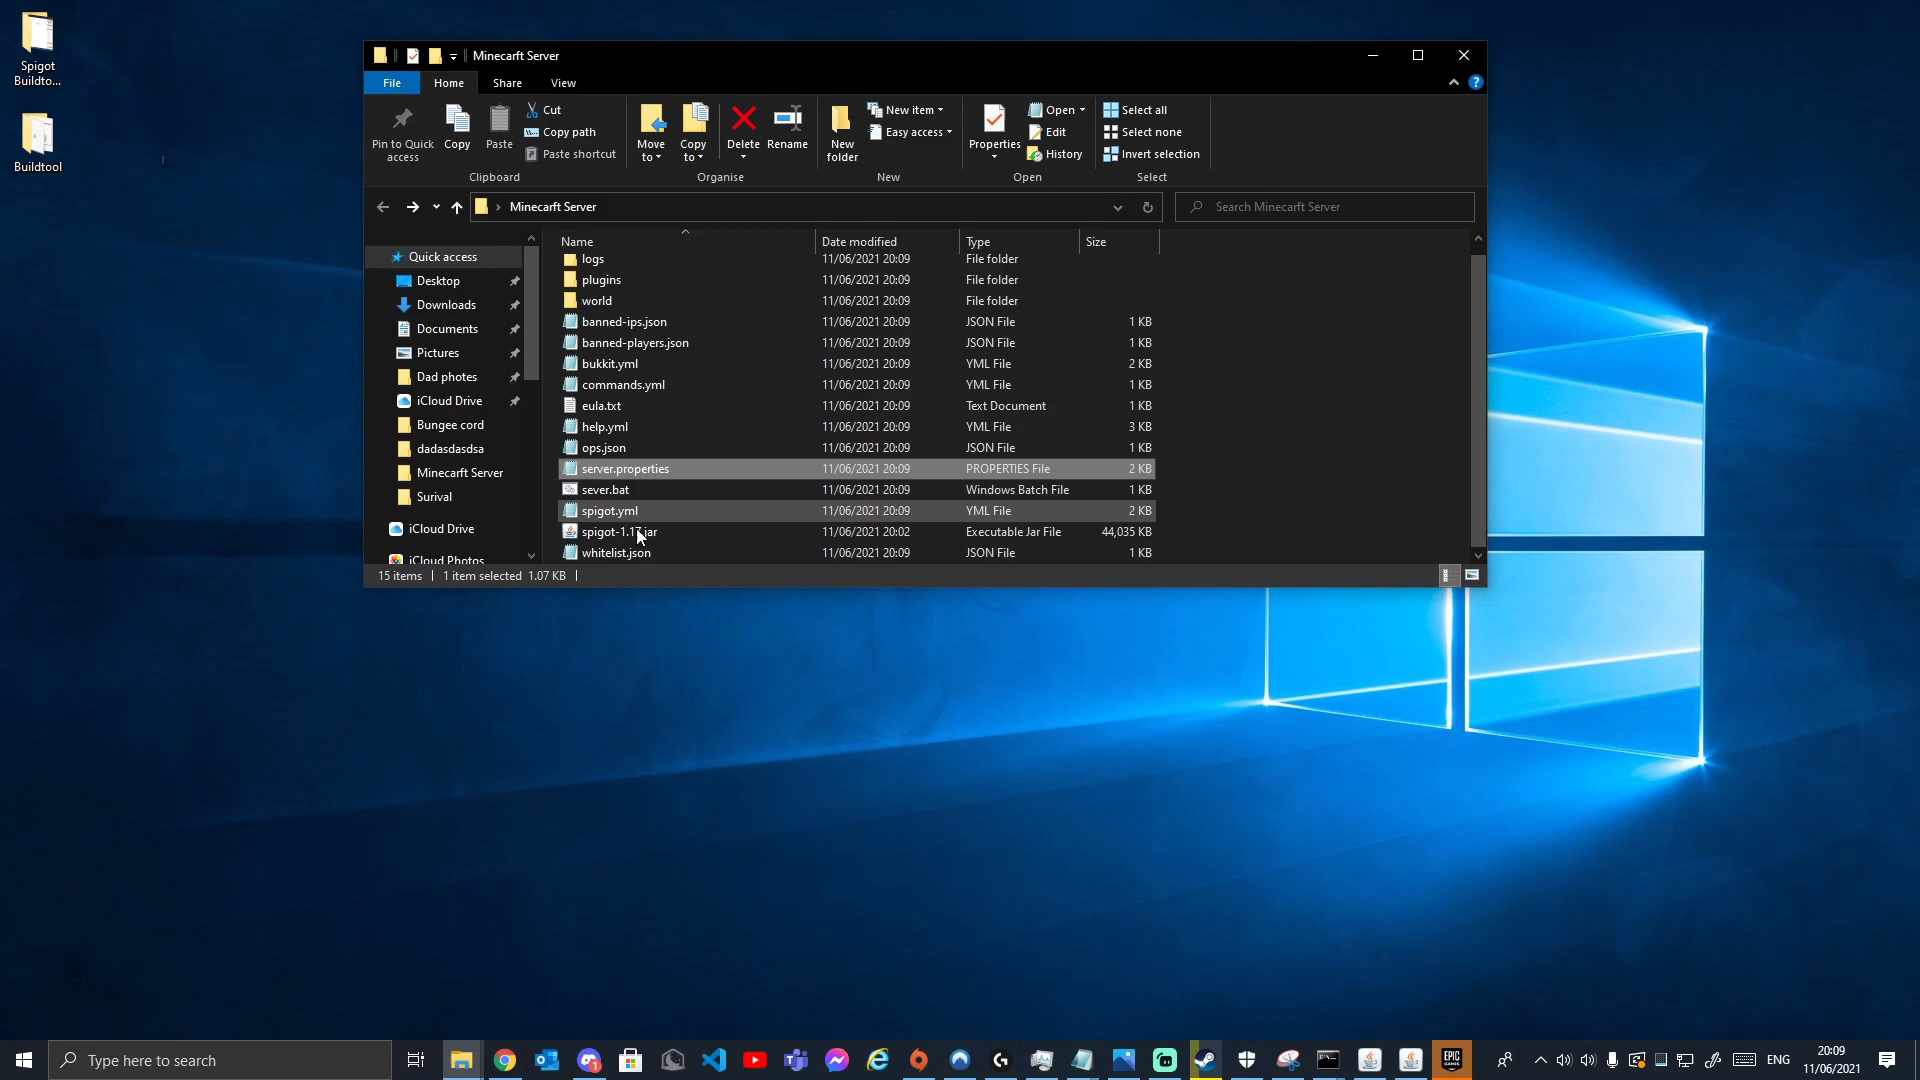 Spigot
Buildto...
Buildtool
Minecarft Server
File
Home
Share
View
Pin to Quick
access
Copy
Paste
Cut
Copy path
Paste shortcut
Clipboard
Move
to
Copy
to
Delete
Rename
Organise
New
folder
New item
Easy access
New
Properties
Open
Edit
History
Open
Select all
Select none
Invert selection
Select
Minecarft Server
Search Minecarft Server
Quick access
Desktop
Downloads
Documents
Pictures
Dad photos
iCloud Drive
Bungee cord
dadasdasdsa
Minecarft Server
Surival
iCloud Drive
iCloud Photos
Name Date modified Type Size
logs 11/06/2021 20:09 File folder
plugins 11/06/2021 20:09 File folder
world 11/06/2021 20:09 File folder
banned-ips.json 11/06/2021 20:09 JSON File 1 KB
banned-players.json 11/06/2021 20:09 JSON File 1 KB
bukkit.yml 11/06/2021 20:09 YML File 2 KB
commands.yml 11/06/2021 20:09 YML File 1 KB
eula.txt 11/06/2021 20:09 Text Document 1 KB
help.yml 11/06/2021 20:09 YML File 3 KB
ops.json 11/06/2021 20:09 JSON File 1 KB
server.properties 11/06/2021 20:09 PROPERTIES File 2 KB
sever.bat 11/06/2021 20:09 Windows Batch File 1 KB
spigot.yml 11/06/2021 20:09 YML File 2 KB
spigot-1.17.jar 11/06/2021 20:02 Executable Jar File 44,035 KB
whitelist.json 11/06/2021 20:09 JSON File 1 KB
15 items 1 item selected 1.07 KB
Type here to search
EPIC
GAMES
ENG
20:09
11/06/2021